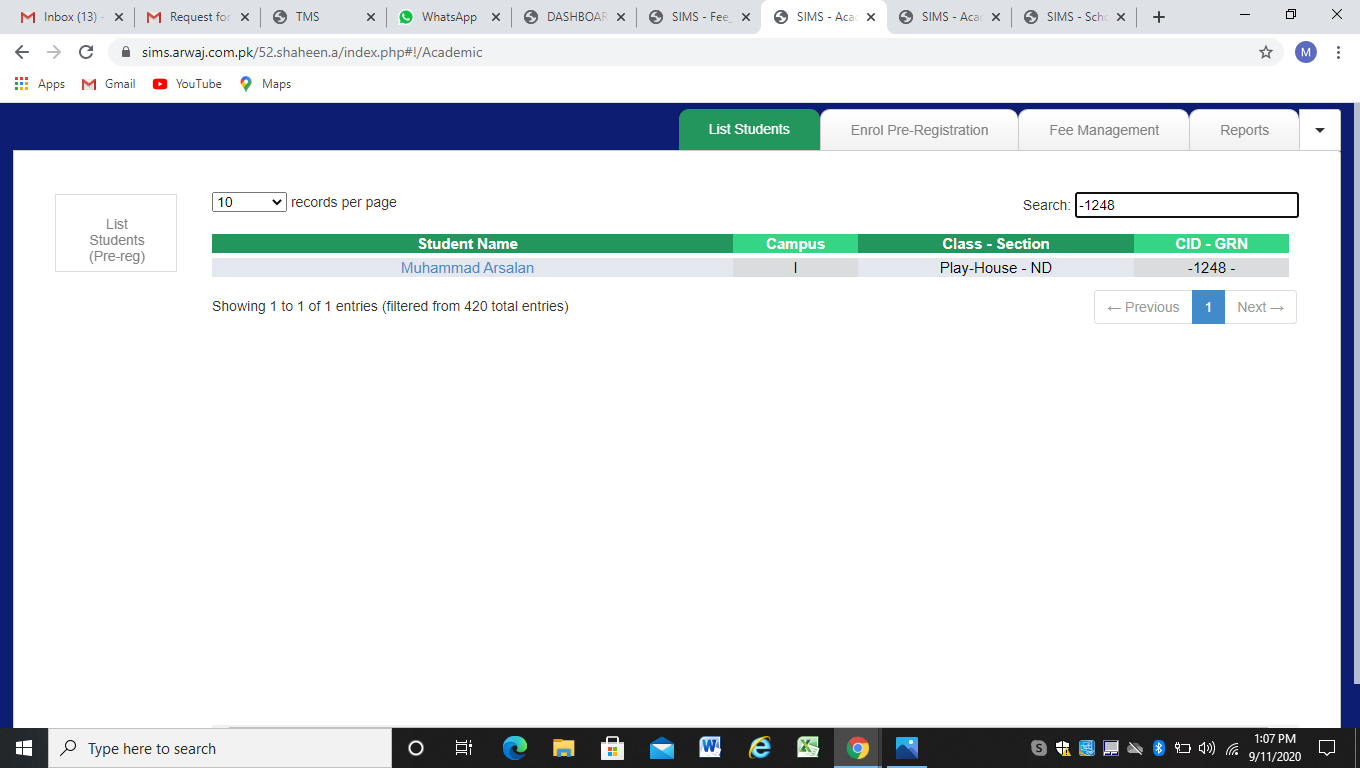 Inbox (13) -
Request for
TMS
WhatsApp
DASHBOAR
SIMS - Fee_
SIMS - Acad
SIMS - Acad
SIMS - Scho
sims.arwaj.com.pk/52.shaheen.a/index.php#!/Academic
M
Apps
Gmail
YouTube
Maps
List Students
Enrol Pre-Registration
Fee Management
Reports
List
Students
(Pre-reg)
10 records per page
Search: -1248
Student Name Campus Class - Section CID - GRN
Muhammad Arsalan I Play-House - ND -1248 -
Showing 1 to 1 of 1 entries (filtered from 420 total entries)
← Previous 1 Next →
Type here to search
1:07 PM
9/11/2020